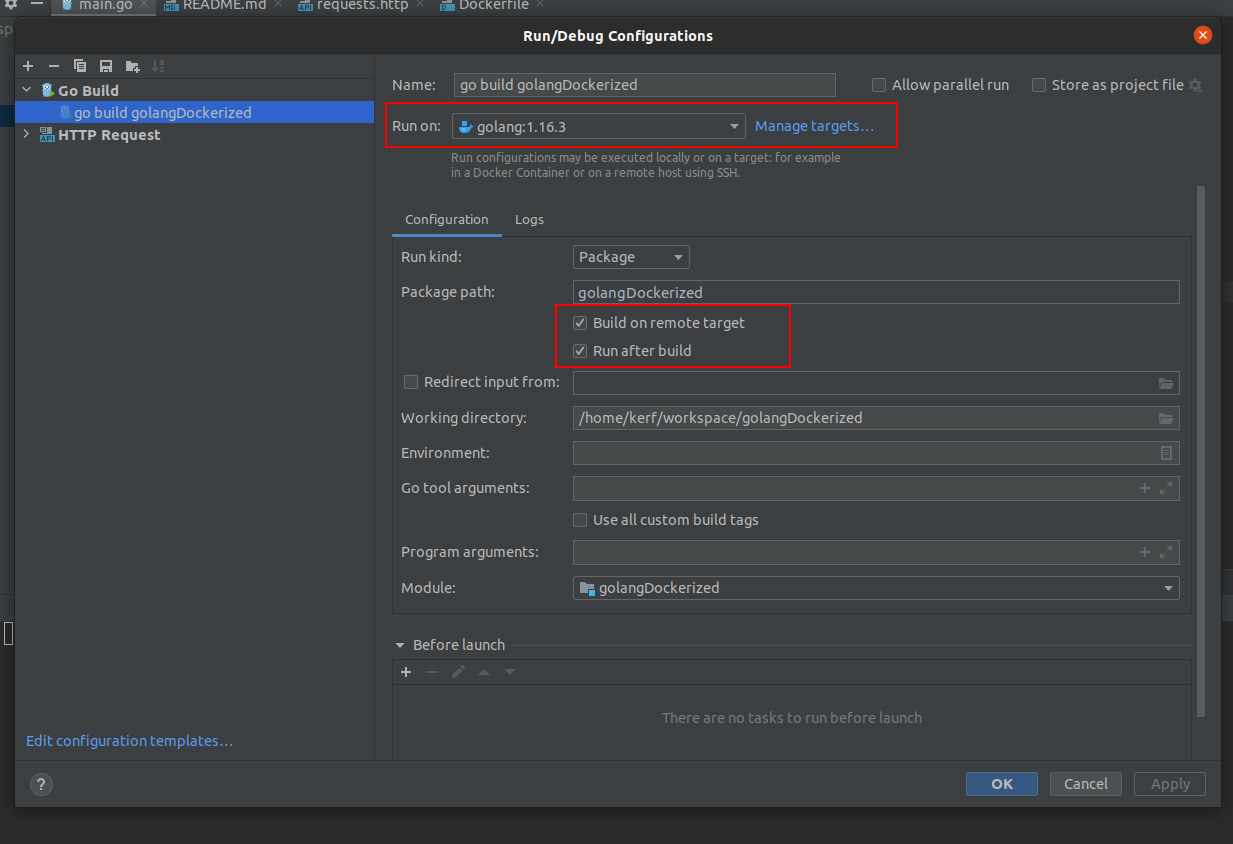 main.go README.md requests.http Dockerfile
sp
Run/Debug Configurations
Go Build
go build golangDockerized
HTTP Request
Name: go build golangDockerized Allow parallel run Store as project file
Run on: golang:1.16.3 Manage targets…
Run configurations may be executed locally or on a target: for example
in a Docker Container or on a remote host using SSH.
Configuration Logs
Run kind: Package
Package path: golangDockerized
Build on remote target
Run after build
Redirect input from:
Working directory: /home/kerf/workspace/golangDockerized
Environment:
Go tool arguments:
Use all custom build tags
Program arguments:
Module: golangDockerized
Before launch
There are no tasks to run before launch
Edit configuration templates…
? OK Cancel Apply